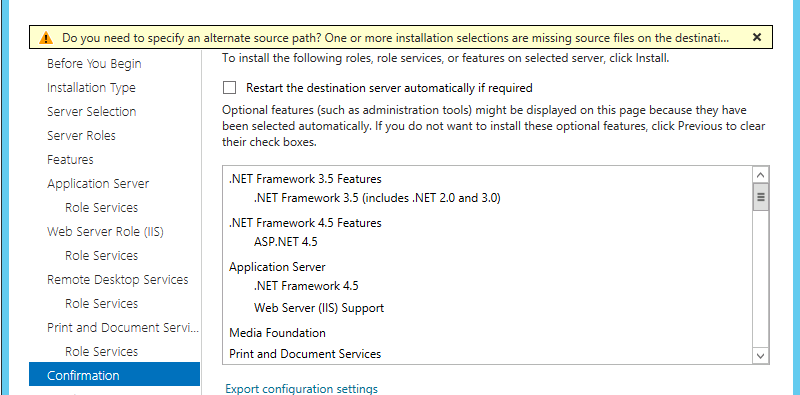 Do you need to specify an alternate source path? One or more installation selections are missing source files on the destinati...
Before You Begin
Installation Type
Server Selection
Server Roles
Features
Application Server
Role Services
Web Server Role (IIS)
Role Services
Remote Desktop Services
Role Services
Print and Document Servi...
Role Services
Confirmation
To install the following roles, role services, or features on selected server, click Install.
Restart the destination server automatically if required
Optional features (such as administration tools) might be displayed on this page because they have
been selected automatically. If you do not want to install these optional features, click Previous to clear
their check boxes.
.NET Framework 3.5 Features
.NET Framework 3.5 (includes .NET 2.0 and 3.0)
.NET Framework 4.5 Features
ASP.NET 4.5
Application Server
.NET Framework 4.5
Web Server (IIS) Support
Media Foundation
Print and Document Services
Export configuration settings